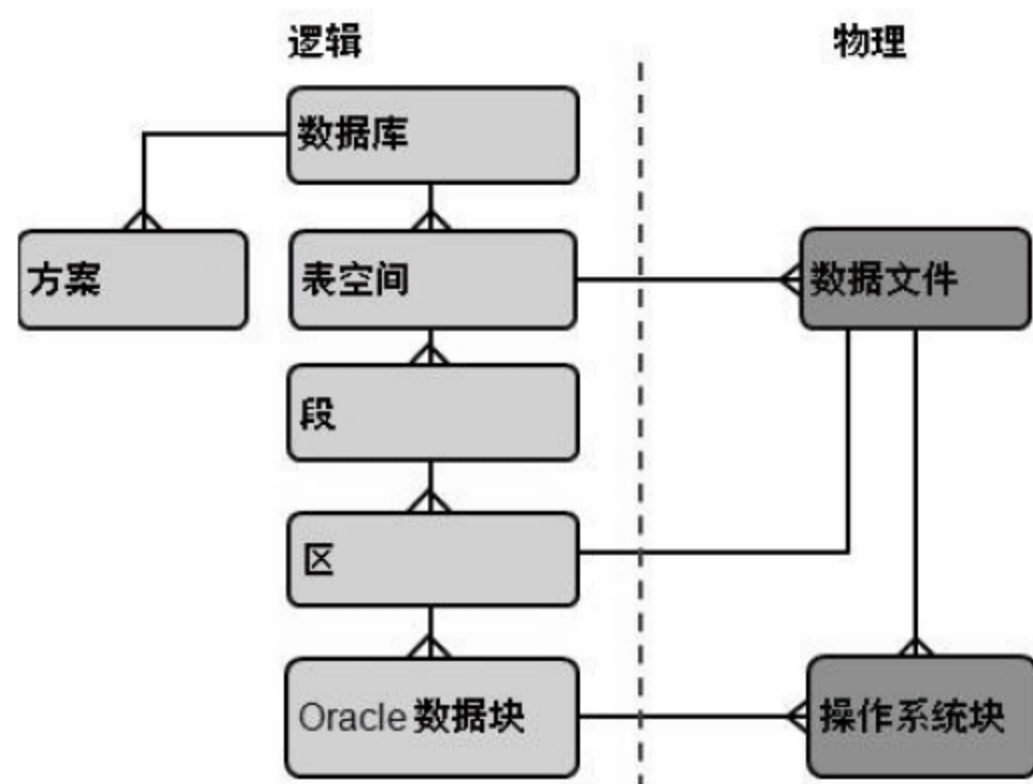 逻辑
物理
数据库
方案
表空间
数据文件
段
区
Oracle 数据块
操作系统块